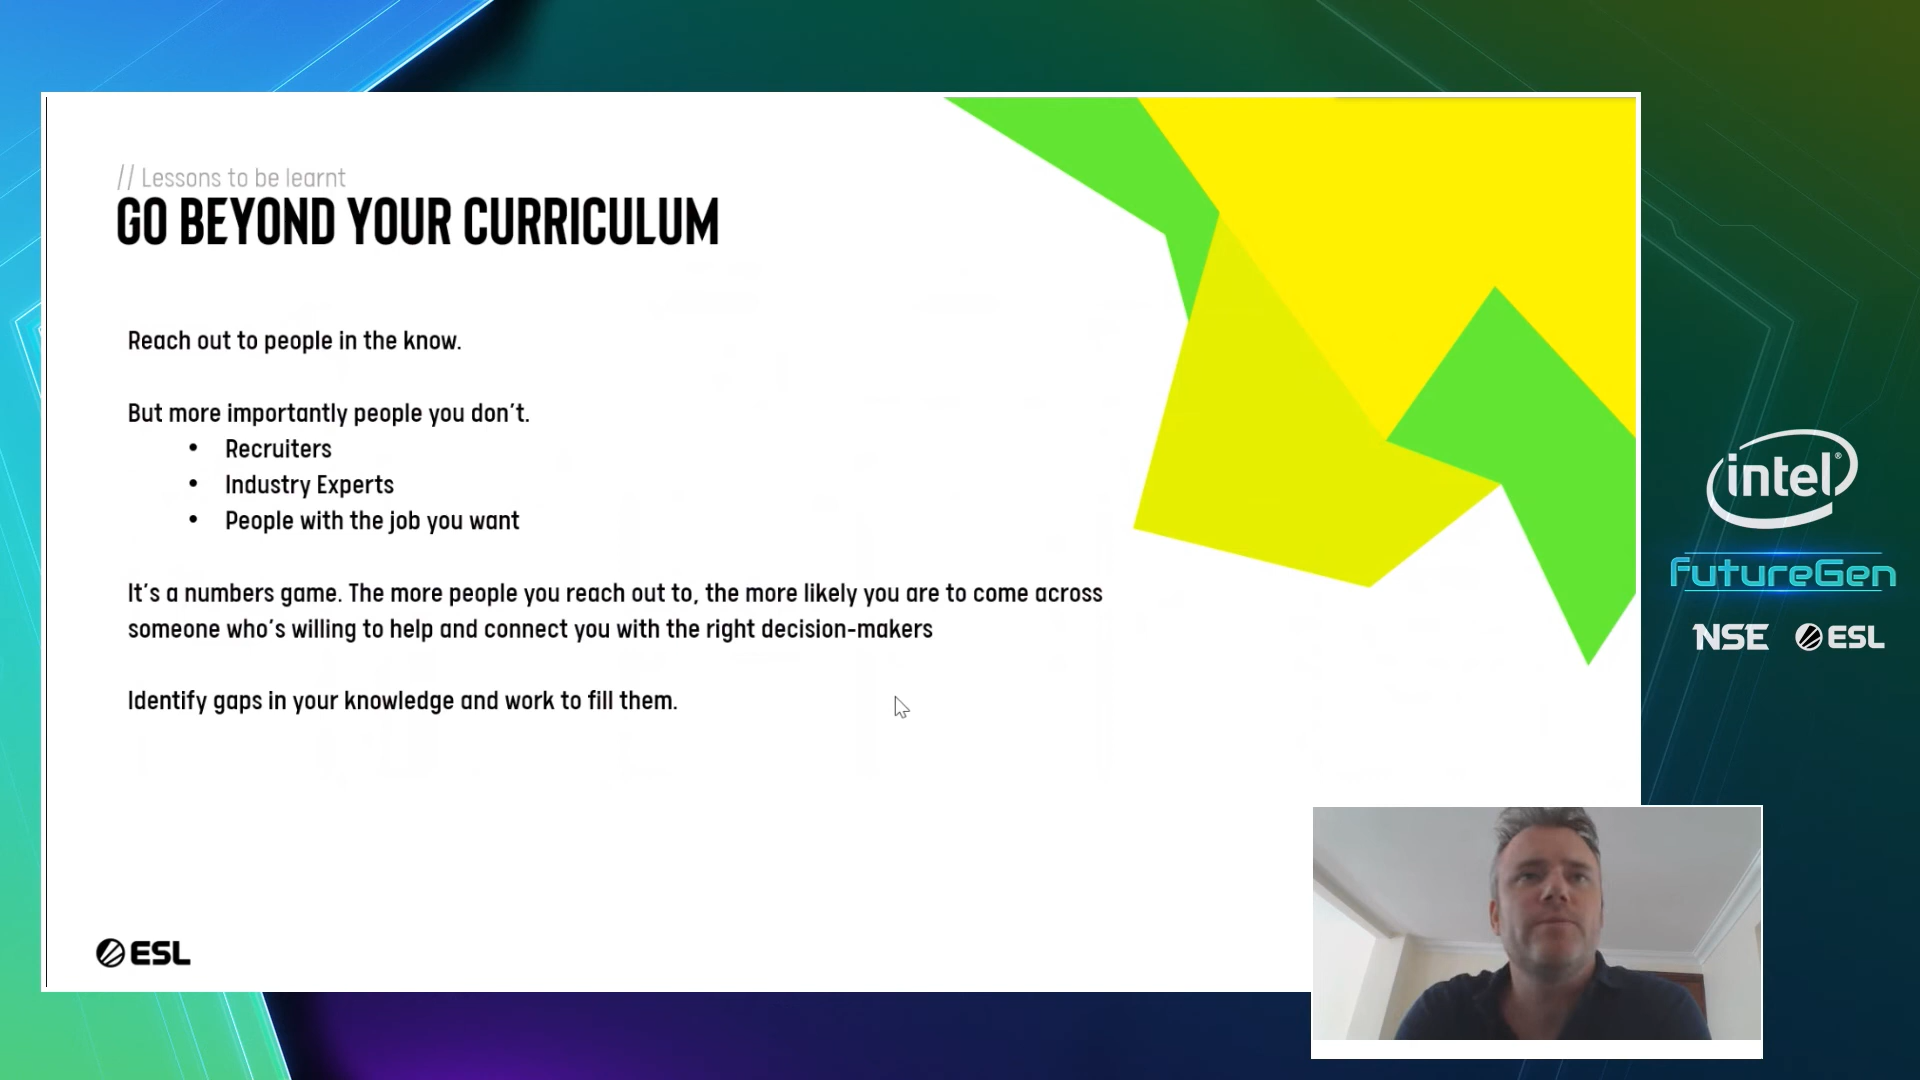 // Lessons to be learnt
GO BEYOND YOUR CURRICULUM
Reach out to people in the know.
But more importantly people you don't.
• Recruiters
• Industry Experts
• People with the job you want
It's a numbers game. The more people you reach out to, the more likely you are to come across
someone who's willing to help and connect you with the right decision-makers
Identify gaps in your knowledge and work to fill them.
ESL
intel®
FutureGen
NSE ESL